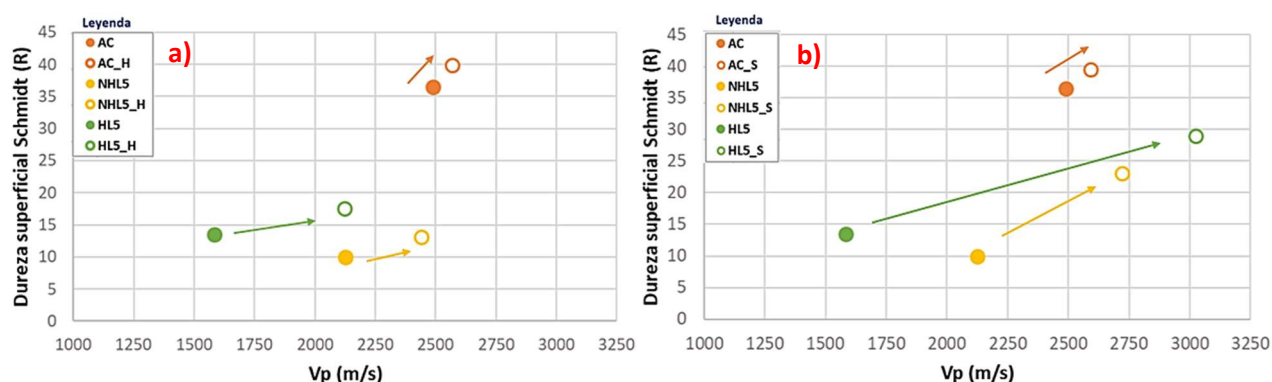 Leyenda
AC
AC_H
NHL5
NHL5_H
HL5
HL5_H
a)
Dureza superficial Schmidt (R)
45
40
35
30
25
20
15
10
5
0
1000 1250 1500 1750 2000 2250 2500 2750 3000 3250
Vp (m/s)
Leyenda
AC
AC_S
NHL5
NHL5_S
HL5
HL5_S
b)
Dureza superficial Schmidt (R)
45
40
35
30
25
20
15
10
5
0
1000 1250 1500 1750 2000 2250 2500 2750 3000 3250
Vp (m/s)